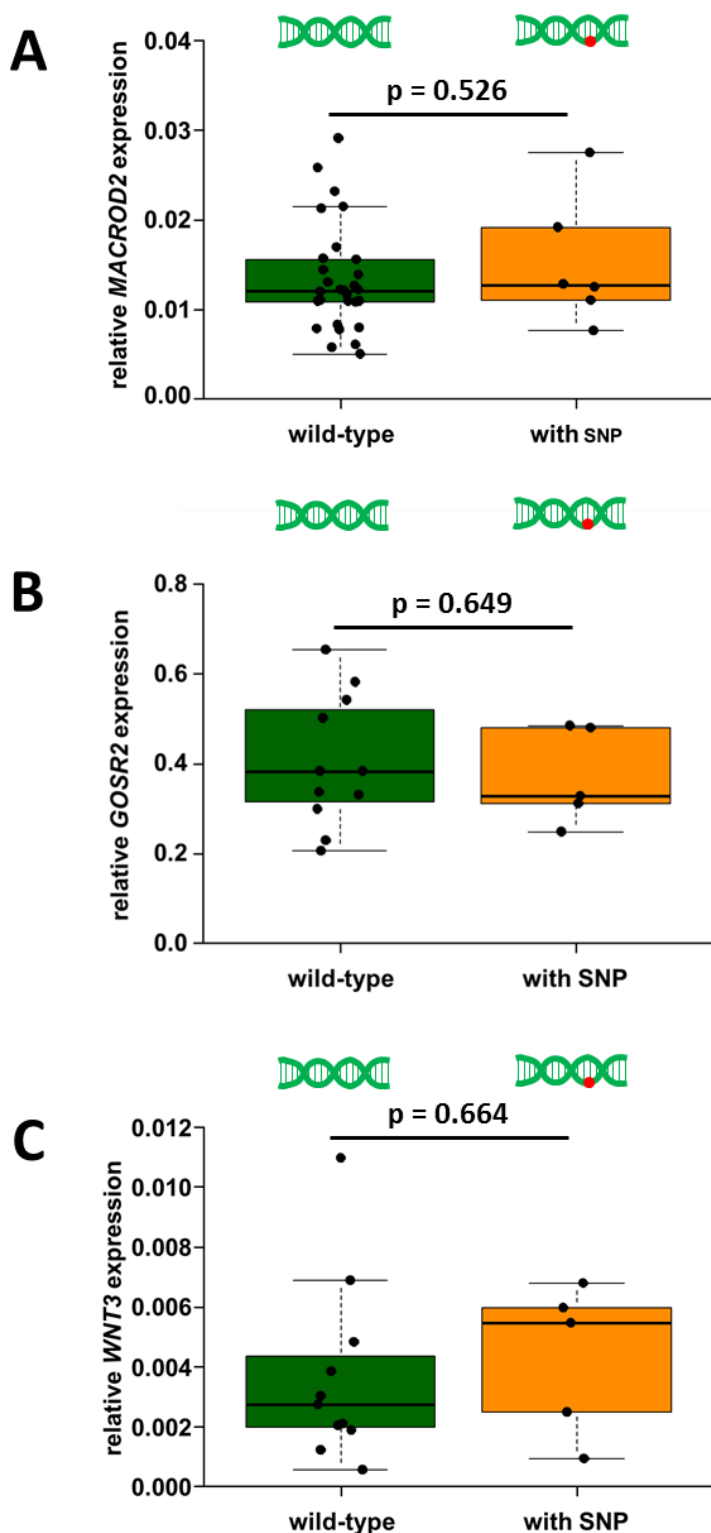 A
0.04
p = 0.526
0.03
relative MACROD2 expression
0.02
0.01
0.00
wild-type
with SNP
B
0.8
p = 0.649
0.6
relative GOSR2 expression
0.4
0.2
0.0
wild-type
with SNP
C
0.012
p = 0.664
0.010
relative WNT3 expression
0.008
0.006
0.004
0.002
0.000
wild-type
with SNP